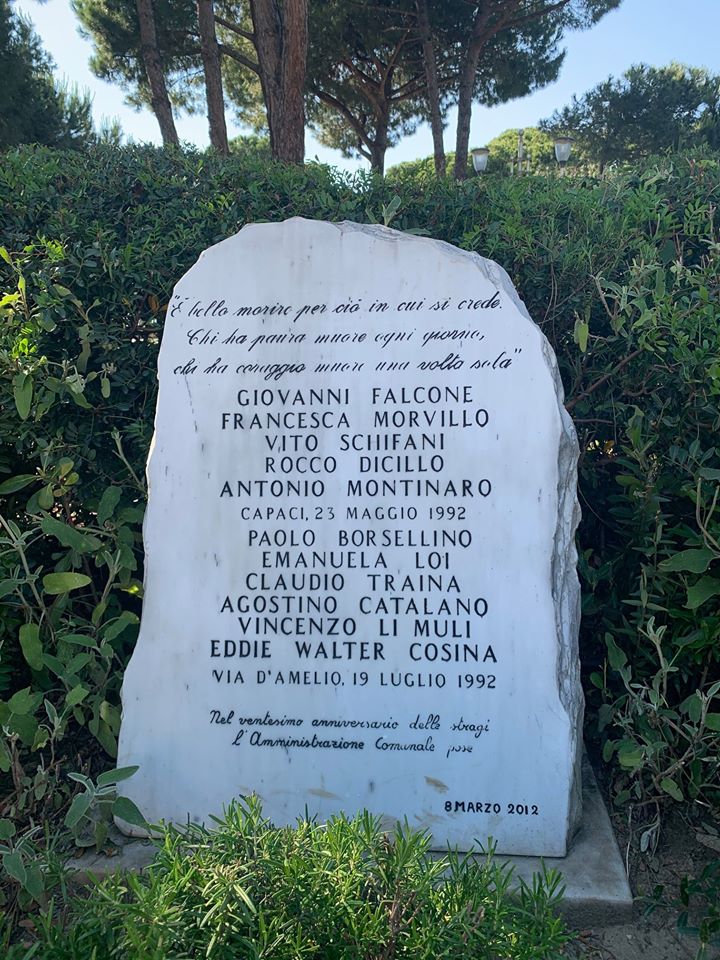 "È bello morire per ciò in cui si crede.
Chi ha paura muore ogni giorno,
chi ha coraggio muore una volta sola"
GIOVANNI FALCONE
FRANCESCA MORVILLO
VITO SCHIFANI
ROCCO DICILLO
ANTONIO MONTINARO
CAPACI, 23 MAGGIO 1992
PAOLO BORSELLINO
EMANUELA LOI
CLAUDIO TRAINA
AGOSTINO CATALANO
VINCENZO LI MULI
EDDIE WALTER COSINA
VIA D'AMELIO, 19 LUGLIO 1992
Nel ventesimo anniversario delle stragi
l'Amministrazione Comunale pose
8 MARZO 2012